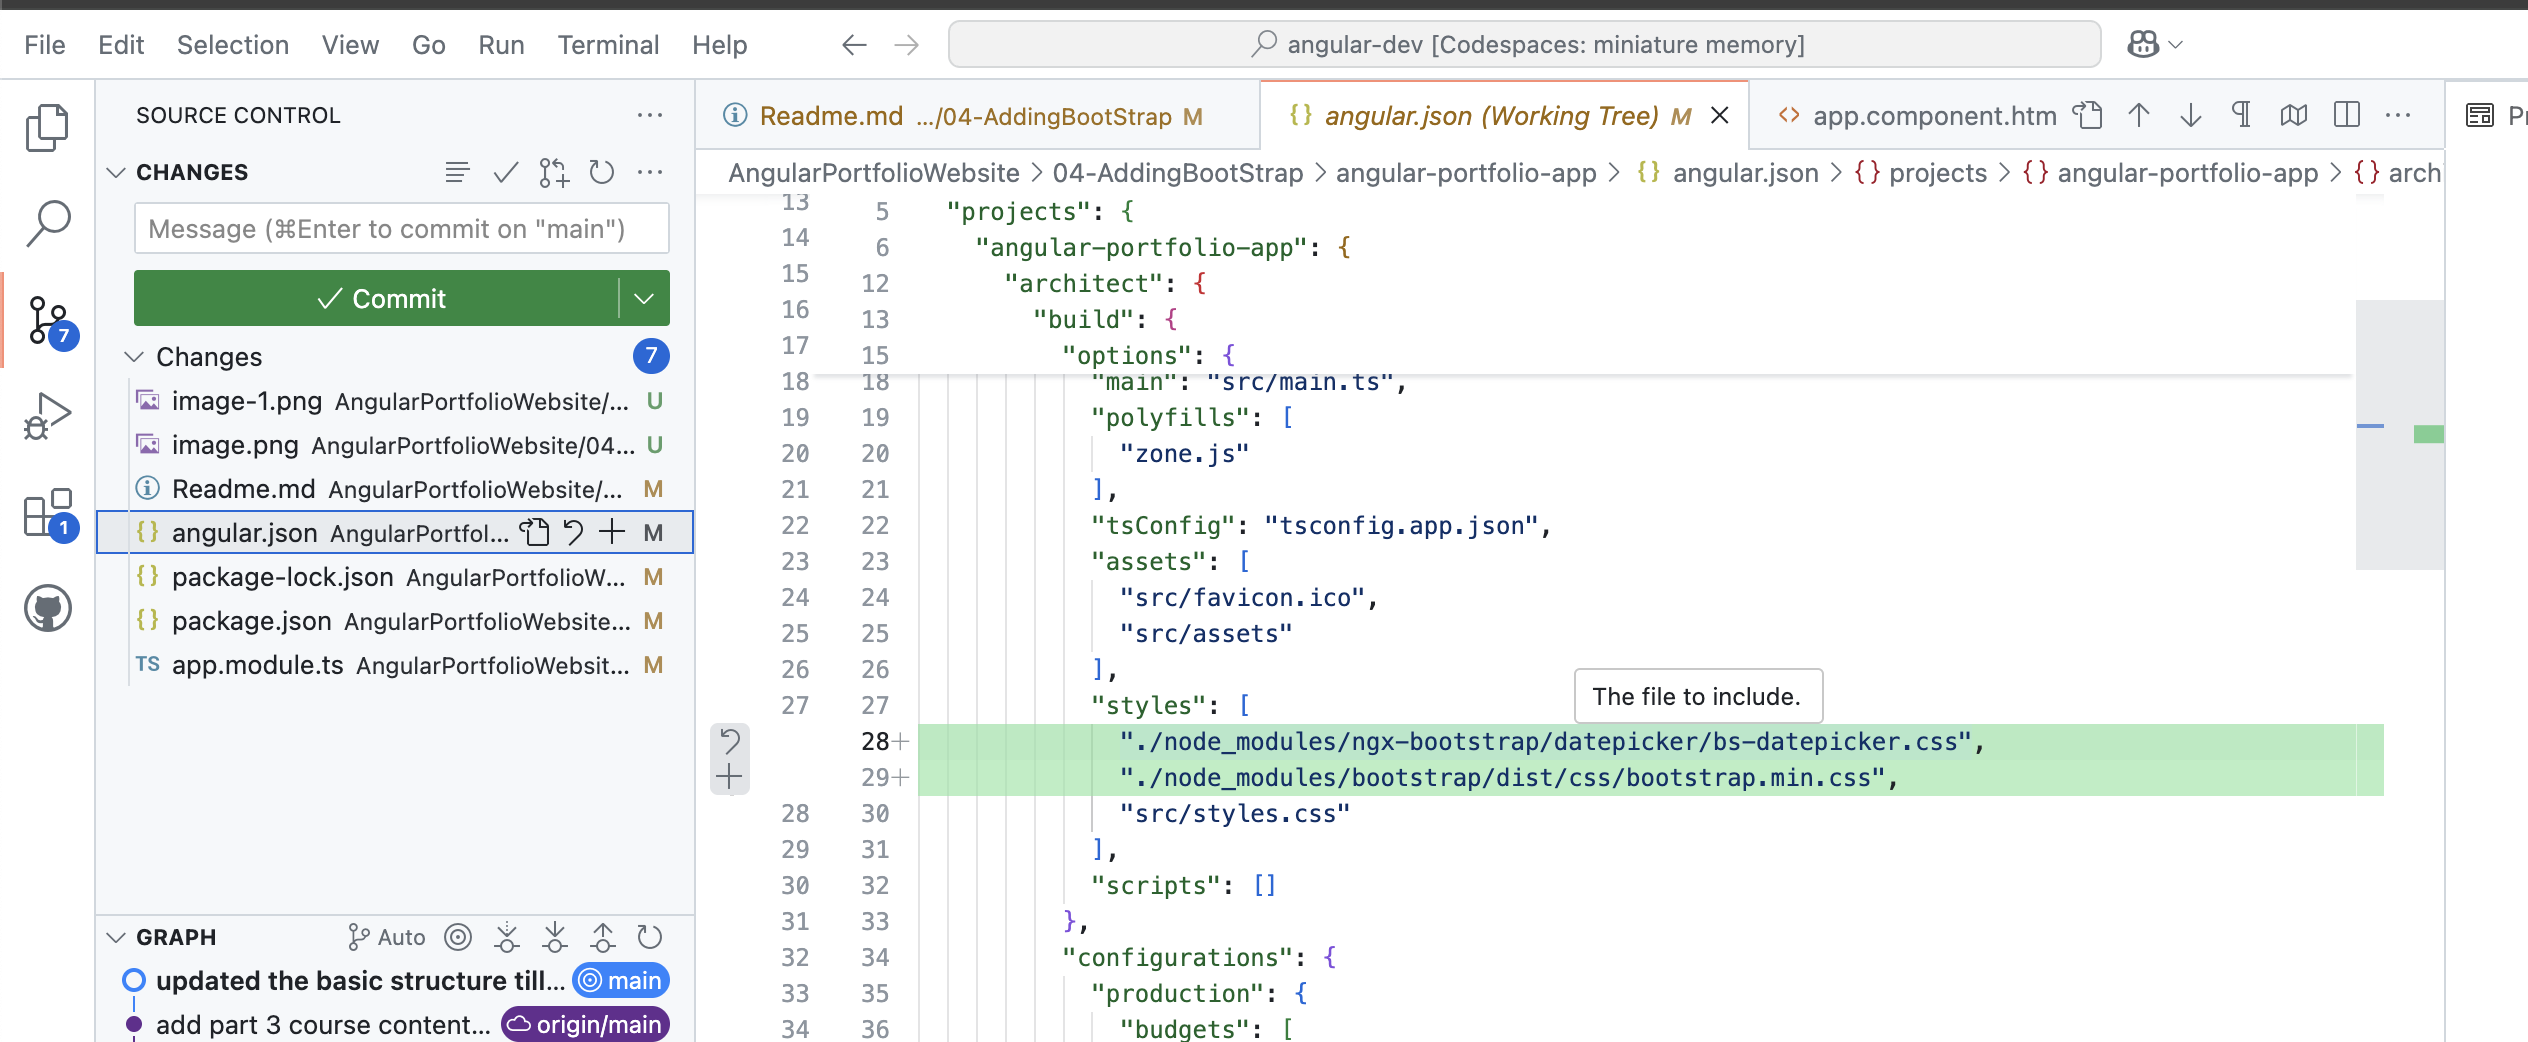 File Edit Selection View Go Run Terminal Help
angular-dev [Codespaces: miniature memory]
SOURCE CONTROL
CHANGES
Message (⌘Enter to commit on "main")
Commit
Changes 7
image-1.png AngularPortfolioWebsite/... U
image.png AngularPortfolioWebsite/04... U
Readme.md AngularPortfolioWebsite/... M
angular.json AngularPortfol... M
package-lock.json AngularPortfolioW... M
package.json AngularPortfolioWebsite... M
TS app.module.ts AngularPortfolioWebsit... M
7
1
GRAPH Auto
updated the basic structure till... main
add part 3 course content... origin/main
Readme.md .../04-AddingBootStrap M
{} angular.json (Working Tree) M
<> app.component.htm
AngularPortfolioWebsite > 04-AddingBootStrap > angular-portfolio-app > {} angular.json > {} projects > {} angular-portfolio-app > {} arch
13 5 "projects": {
14 6 "angular-portfolio-app": {
15 12 "architect": {
16 13 "build": {
17 15 "options": {
18 18 "main": "src/main.ts",
19 19 "polyfills": [
20 20 "zone.js"
21 21 ],
22 22 "tsConfig": "tsconfig.app.json",
23 23 "assets": [
24 24 "src/favicon.ico",
25 25 "src/assets"
26 26 ],
27 27 "styles": [
The file to include.
28+ "./node_modules/ngx-bootstrap/datepicker/bs-datepicker.css",
29+ "./node_modules/bootstrap/dist/css/bootstrap.min.css",
28 30 "src/styles.css"
29 31 ],
30 32 "scripts": []
31 33 },
32 34 "configurations": {
33 35 "production": {
34 36 "budgets": [